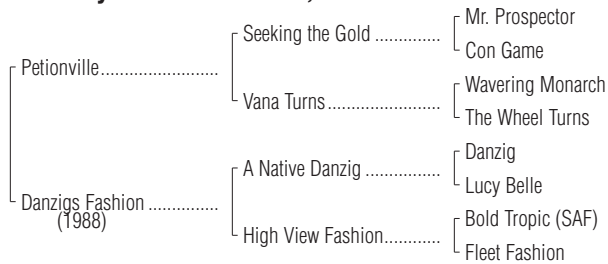 Mr. Prospector
Seeking the Gold ...............
Con Game
Petionville........................
Wavering Monarch
Vana Turns.......................
The Wheel Turns
Danzig
A Native Danzig ................
Lucy Belle
Danzigs Fashion ..............
(1988)
Bold Tropic (SAF)
High View Fashion............
Fleet Fashion